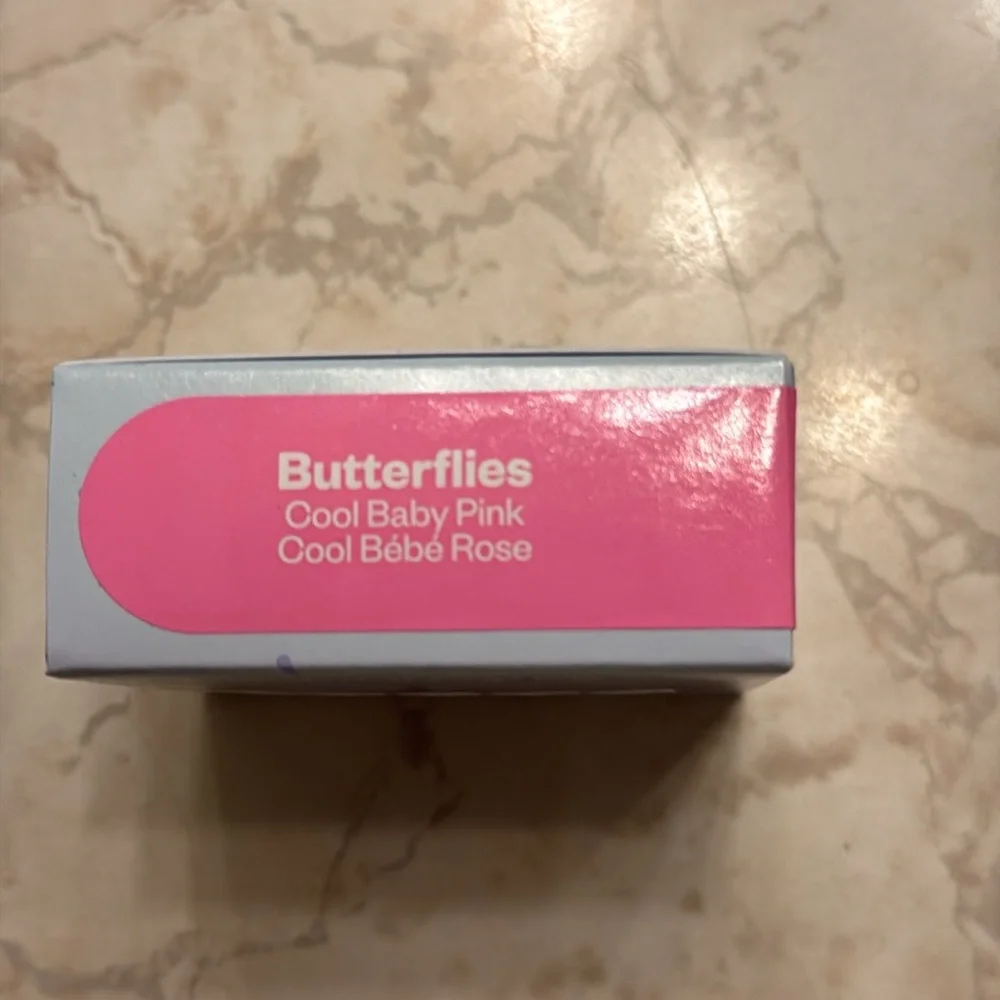 Butterflies
Cool Baby Pink
Cool Bébé Rose